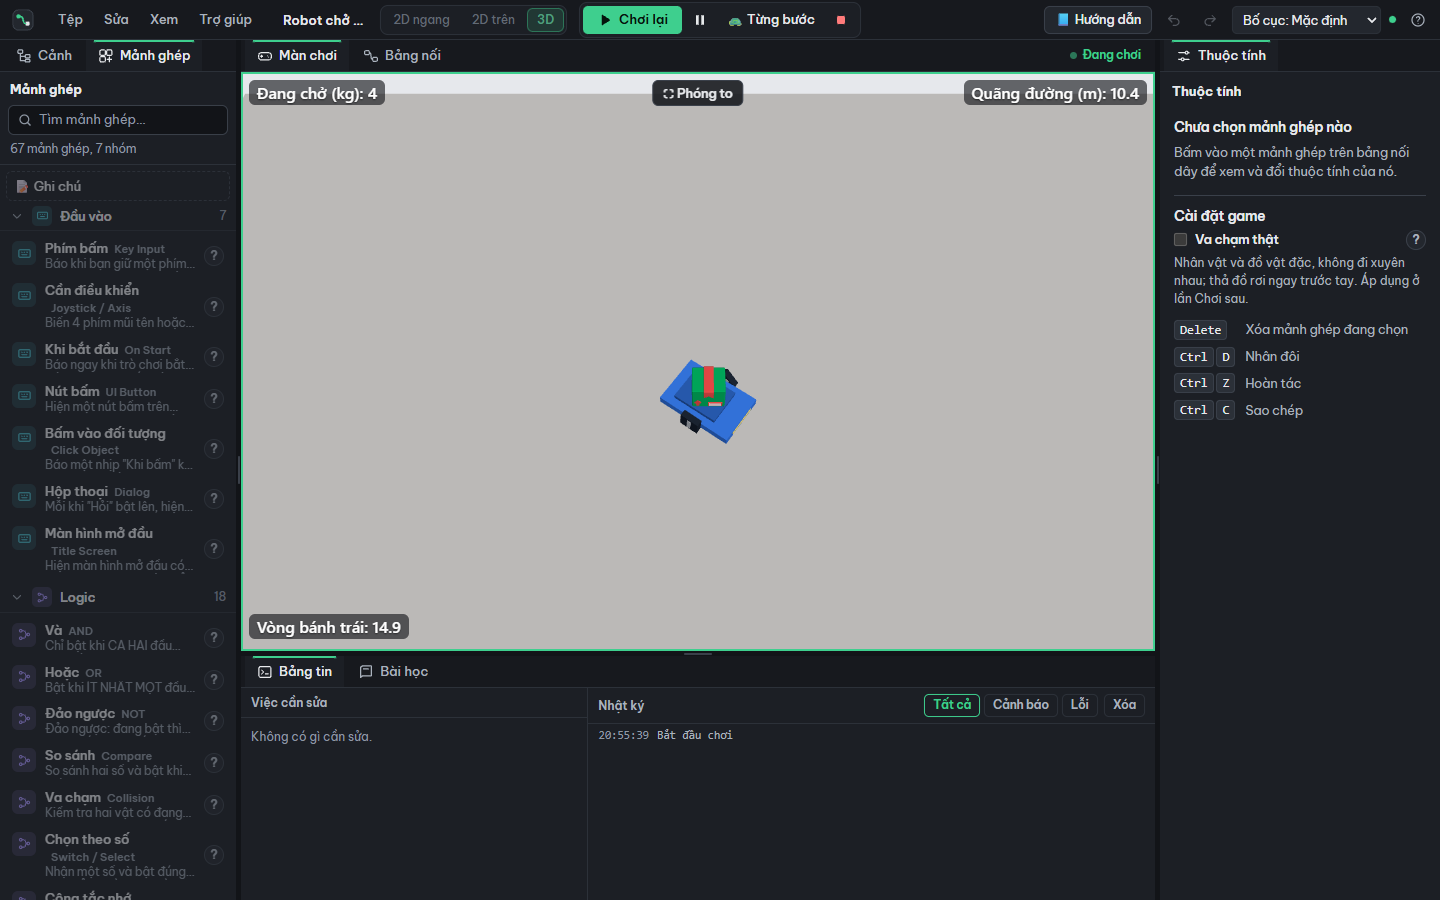 Tệp Sửa Xem Trợ giúp Robot chở ... 2D ngang 2D trên 3D Chơi lại Từng bước Hướng dẫn Bố cục: Mặc định
Cảnh Mảnh ghép
Màn chơi Bảng nối Đang chơi
Thuộc tính
Mảnh ghép
Tìm mảnh ghép...
67 mảnh ghép, 7 nhóm
Ghi chú
Đầu vào 7
Phím bấm Key Input
Báo khi bạn giữ một phím...
Cần điều khiển
Joystick / Axis
Biến 4 phím mũi tên hoặc...
Khi bắt đầu On Start
Báo ngay khi trò chơi bắt...
Nút bấm UI Button
Hiện một nút bấm trên...
Bấm vào đối tượng
Click Object
Báo một nhịp "Khi bấm" k...
Hộp thoại Dialog
Mỗi khi "Hỏi" bật lên, hiện...
Màn hình mở đầu
Title Screen
Hiện màn hình mở đầu có...
Logic 18
Và AND
Chỉ bật khi CẢ HAI đầu...
Hoặc OR
Bật khi ÍT NHẤT MỘT đầu...
Đảo ngược NOT
Đảo ngược: đang bật thì...
So sánh Compare
So sánh hai số và bật khi...
Va chạm Collision
Kiểm tra hai vật có đang...
Chọn theo số
Switch / Select
Nhận một số và bật đúng...
Công tắc nhớ
Đang chở (kg): 4
Phóng to
Quãng đường (m): 10.4
Vòng bánh trái: 14.9
Bảng tin Bài học
Việc cần sửa
Không có gì cần sửa.
Nhật ký Tất cả Cảnh báo Lỗi Xóa
20:55:39 Bắt đầu chơi
Thuộc tính
Chưa chọn mảnh ghép nào
Bấm vào một mảnh ghép trên bảng nối
dây để xem và đổi thuộc tính của nó.
Cài đặt game
Va chạm thật
Nhân vật và đồ vật đặc, không đi xuyên
nhau; thả đồ rơi ngay trước tay. Áp dụng ở
lần Chơi sau.
Delete Xóa mảnh ghép đang chọn
Ctrl D Nhân đôi
Ctrl Z Hoàn tác
Ctrl C Sao chép